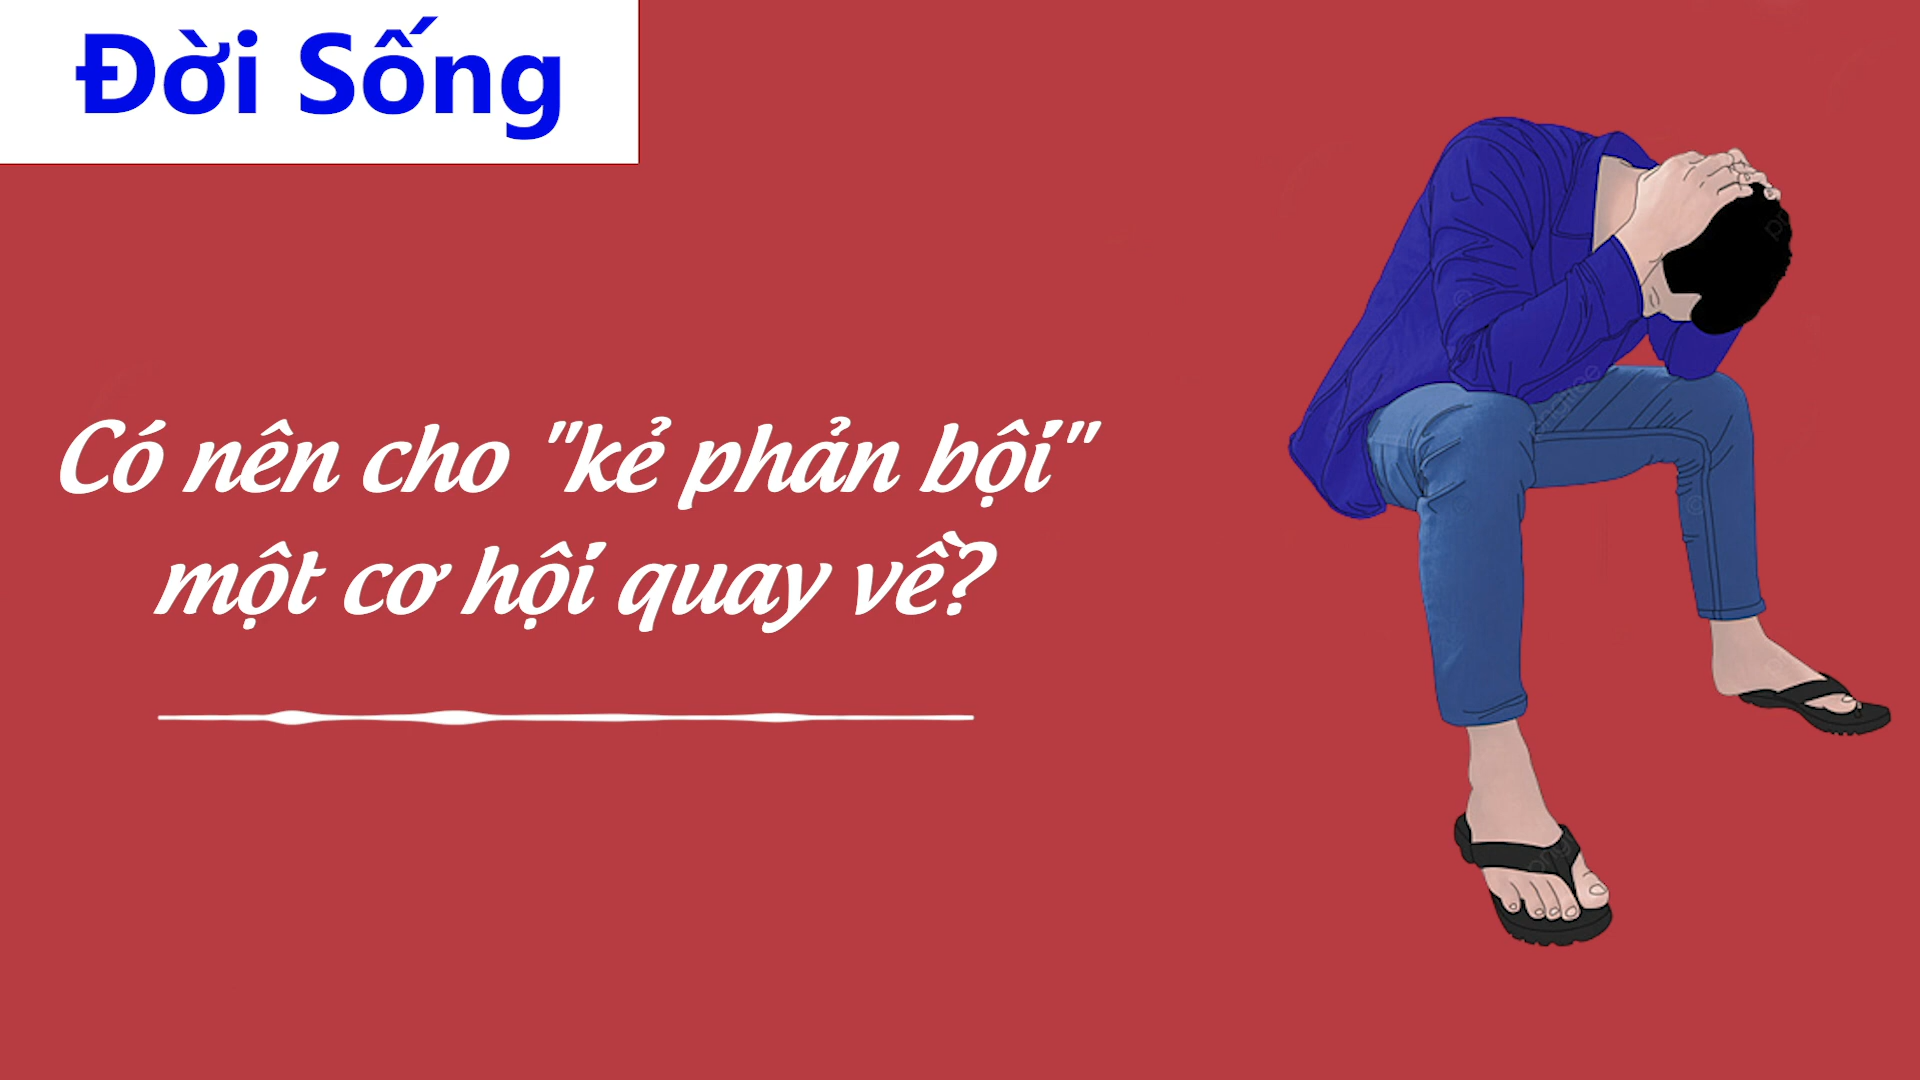 Đời Sống
Có nên cho "kẻ phản bội"
một cơ hội quay về?